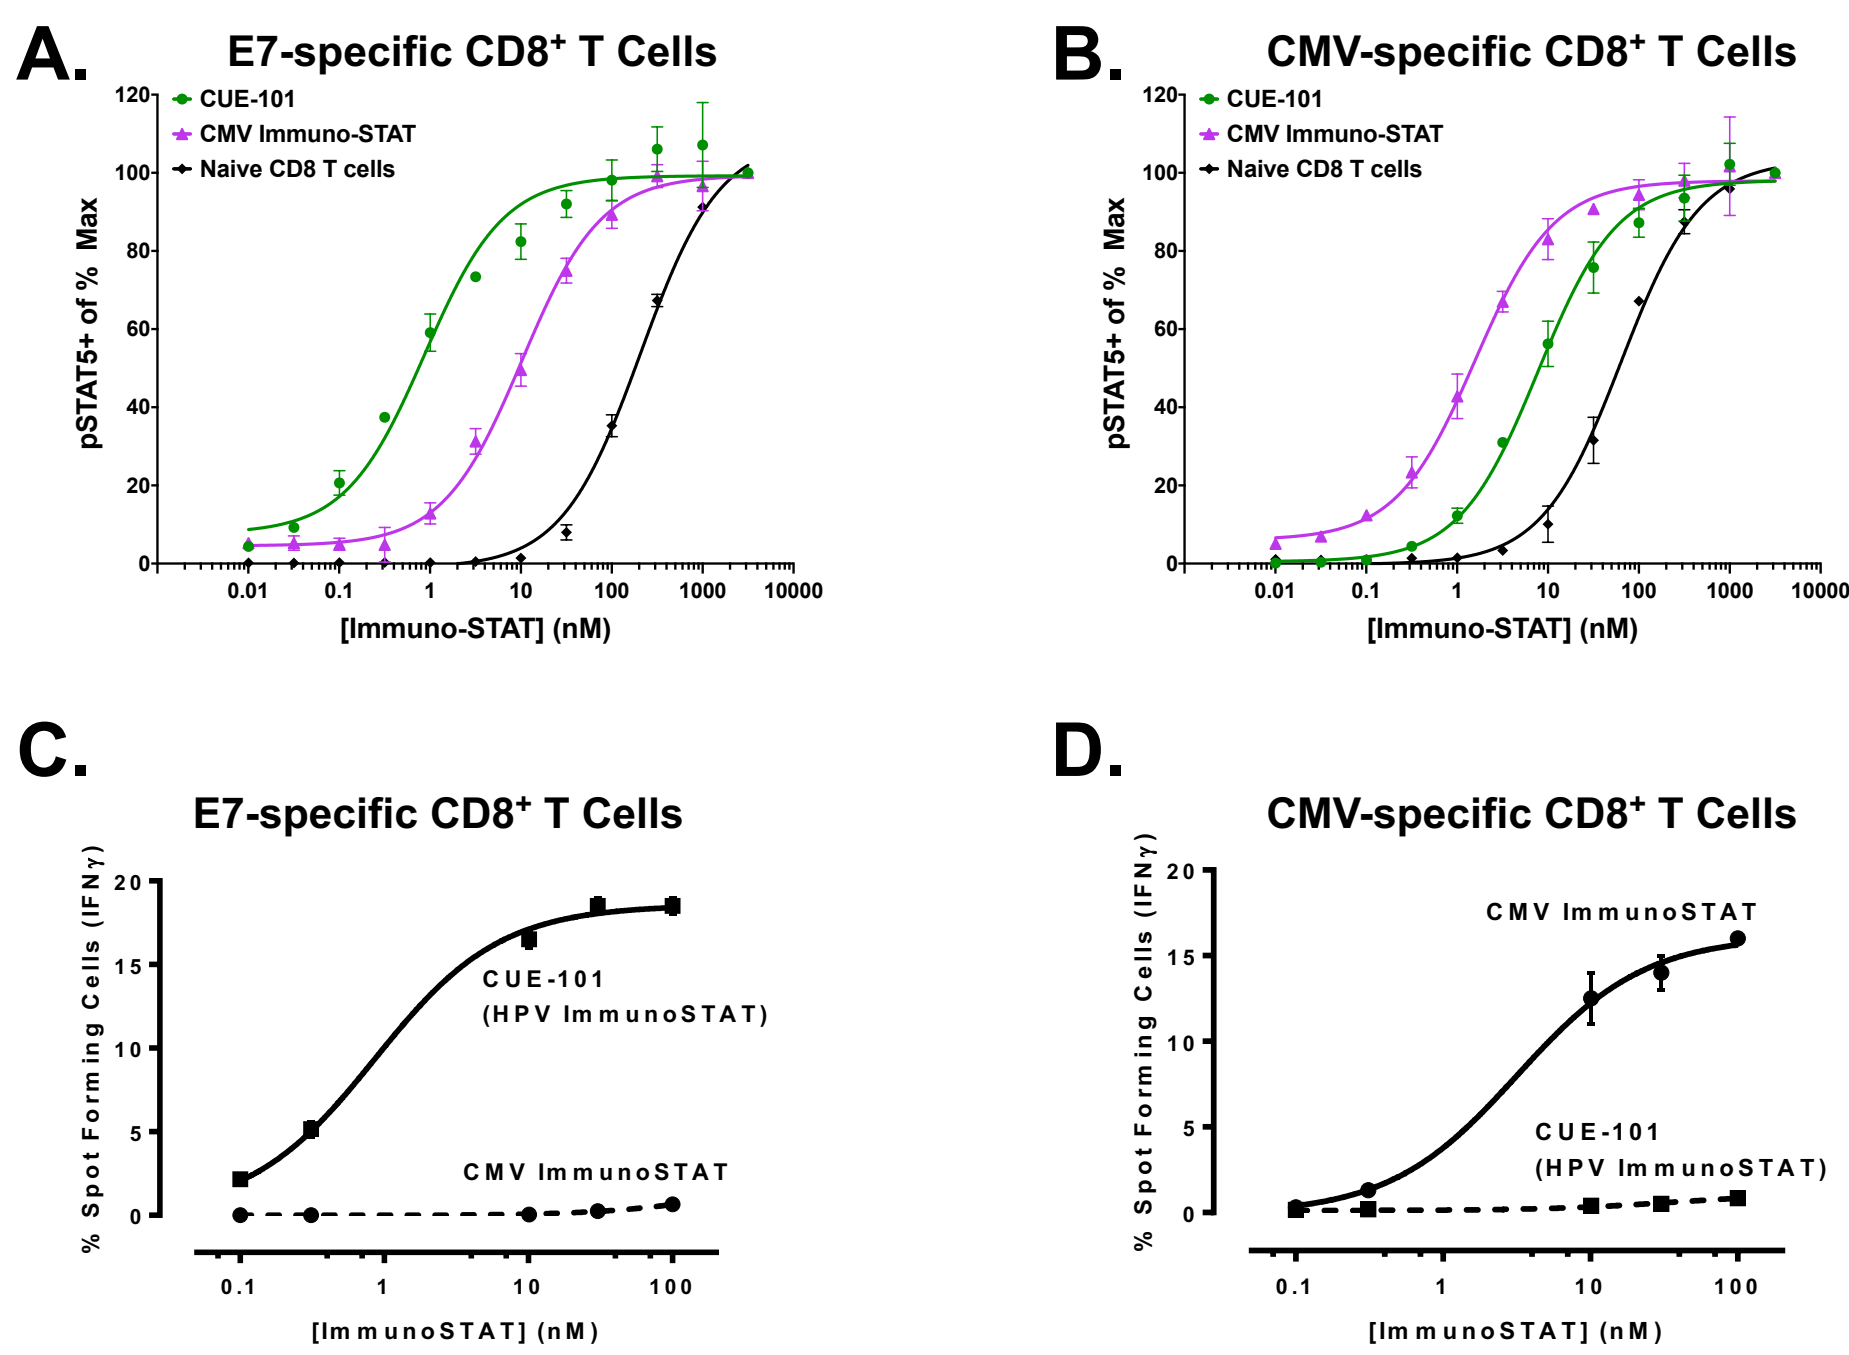 A.
E7-specific CD8⁺ T Cells
CUE-101
CMV Immuno-STAT
Naive CD8 T cells
pSTAT5+ of % Max
120
100
80
60
40
20
0
0.01 0.1 1 10 100 1000 10000
[Immuno-STAT] (nM)
B.
CMV-specific CD8⁺ T Cells
CUE-101
CMV Immuno-STAT
Naive CD8 T cells
pSTAT5+ of % Max
120
100
80
60
40
20
0
0.01 0.1 1 10 100 1000 10000
[Immuno-STAT] (nM)
C.
E7-specific CD8⁺ T Cells
% Spot Forming Cells (IFNγ)
20
15
10
5
0
CUE-101
(HPV ImmunoSTAT)
CMV ImmunoSTAT
0.1 1 10 100
[ImmunoSTAT] (nM)
D.
CMV-specific CD8⁺ T Cells
% Spot Forming Cells (IFNγ)
20
15
10
5
0
CMV ImmunoSTAT
CUE-101
(HPV ImmunoSTAT)
0.1 1 10 100
[ImmunoSTAT] (nM)